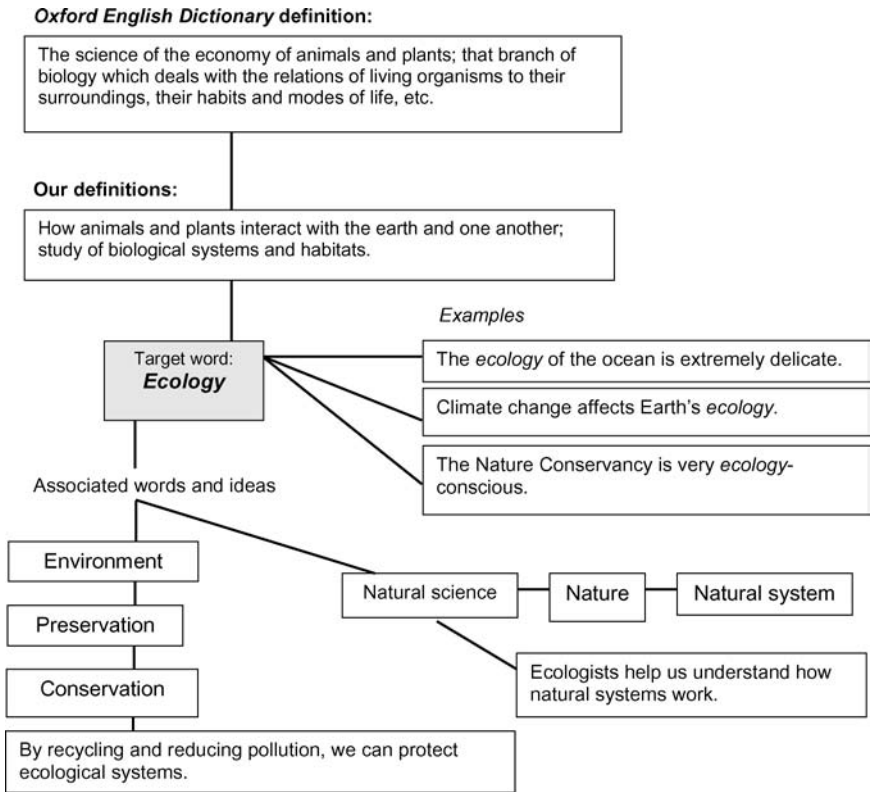 Oxford English Dictionary definition:
The science of the economy of animals and plants; that branch of
biology which deals with the relations of living organisms to their
surroundings, their habits and modes of life, etc.
Our definitions:
How animals and plants interact with the earth and one another;
study of biological systems and habitats.
Examples
Target word:
Ecology
The ecology of the ocean is extremely delicate.
Climate change affects Earth's ecology.
The Nature Conservancy is very ecology-
conscious.
Associated words and ideas
Environment
Preservation
Conservation
By recycling and reducing pollution, we can protect
ecological systems.
Natural science
Nature
Natural system
Ecologists help us understand how
natural systems work.